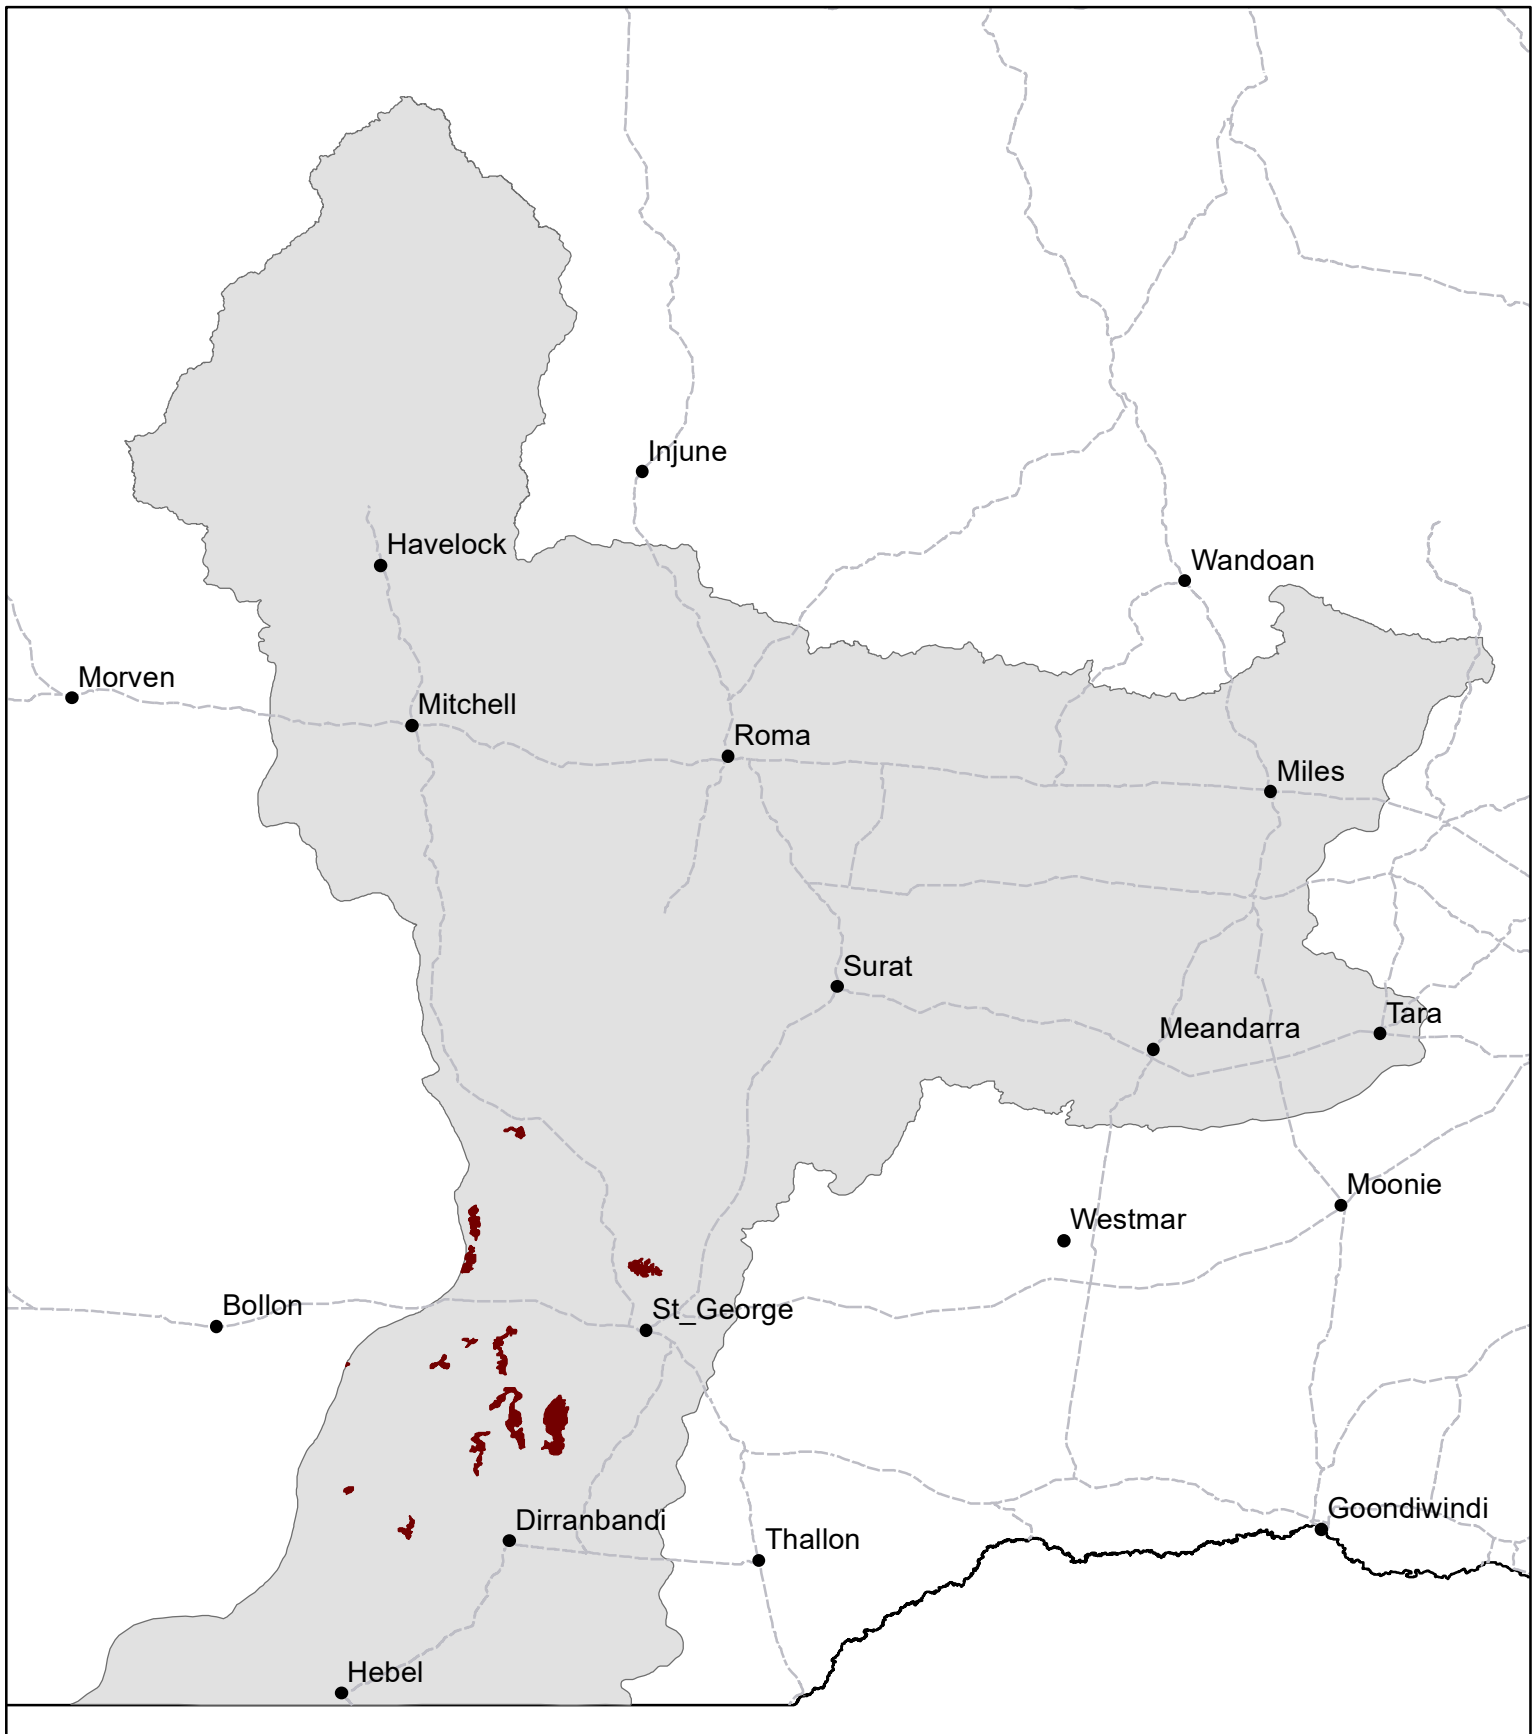 Injune
Havelock
Wandoan
Morven
Mitchell
Roma
Miles
Surat
Tara
Meandarra
Moonie
Westmar
Bollon
St_George
Goondiwindi
Dirranbandi
Thallon
Hebel